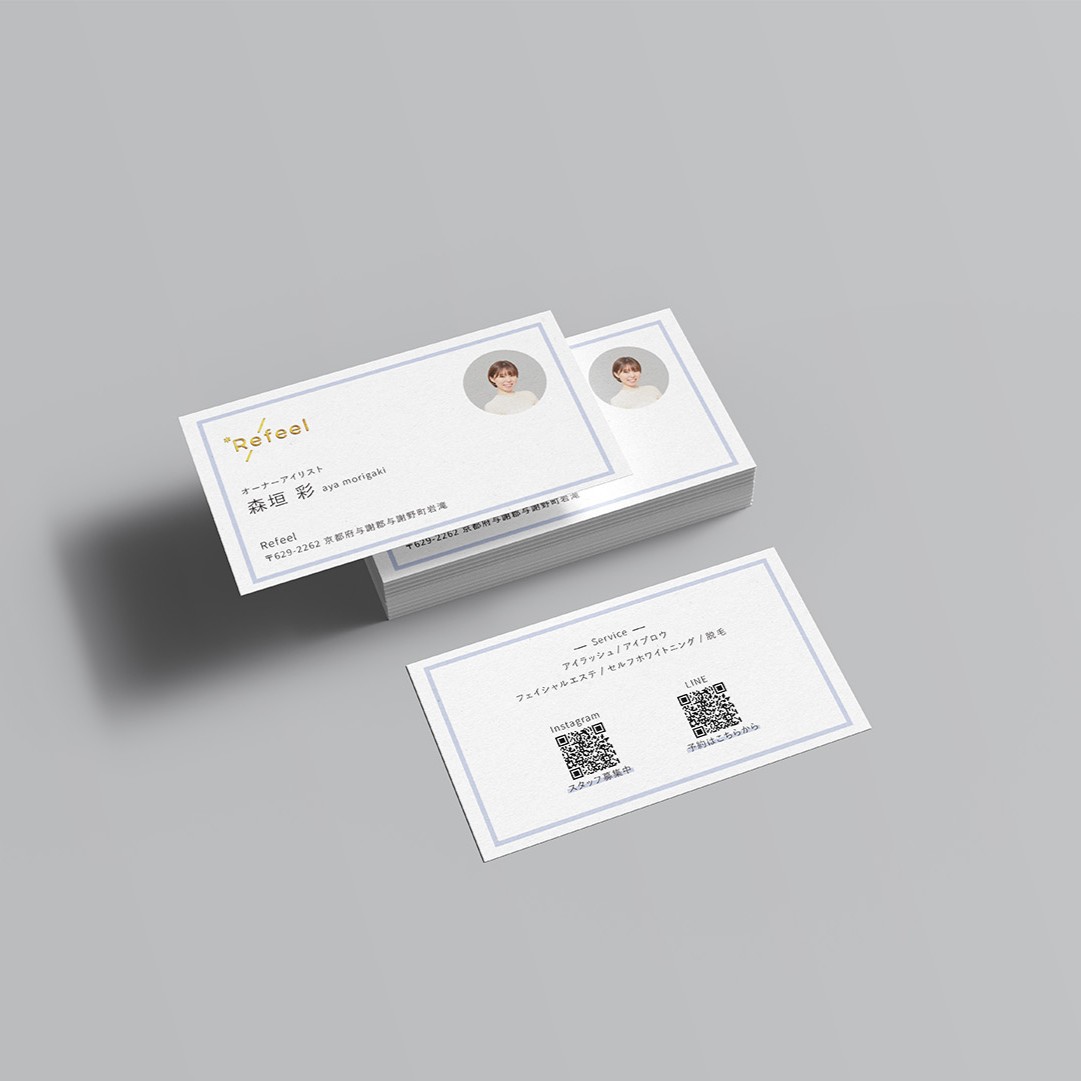 Refeel
オーナーアイリスト
森垣 彩 aya morigaki
Refeel
〒629-2262 京都府与謝郡与謝野町岩滝
〒629-2262 京都府与謝郡与謝野町岩滝
Service
アイラッシュ / アイブロウ
フェイシャルエステ / セルフホワイトニング / 脱毛
Instagram
スタッフ募集中
LINE
予約はこちらから